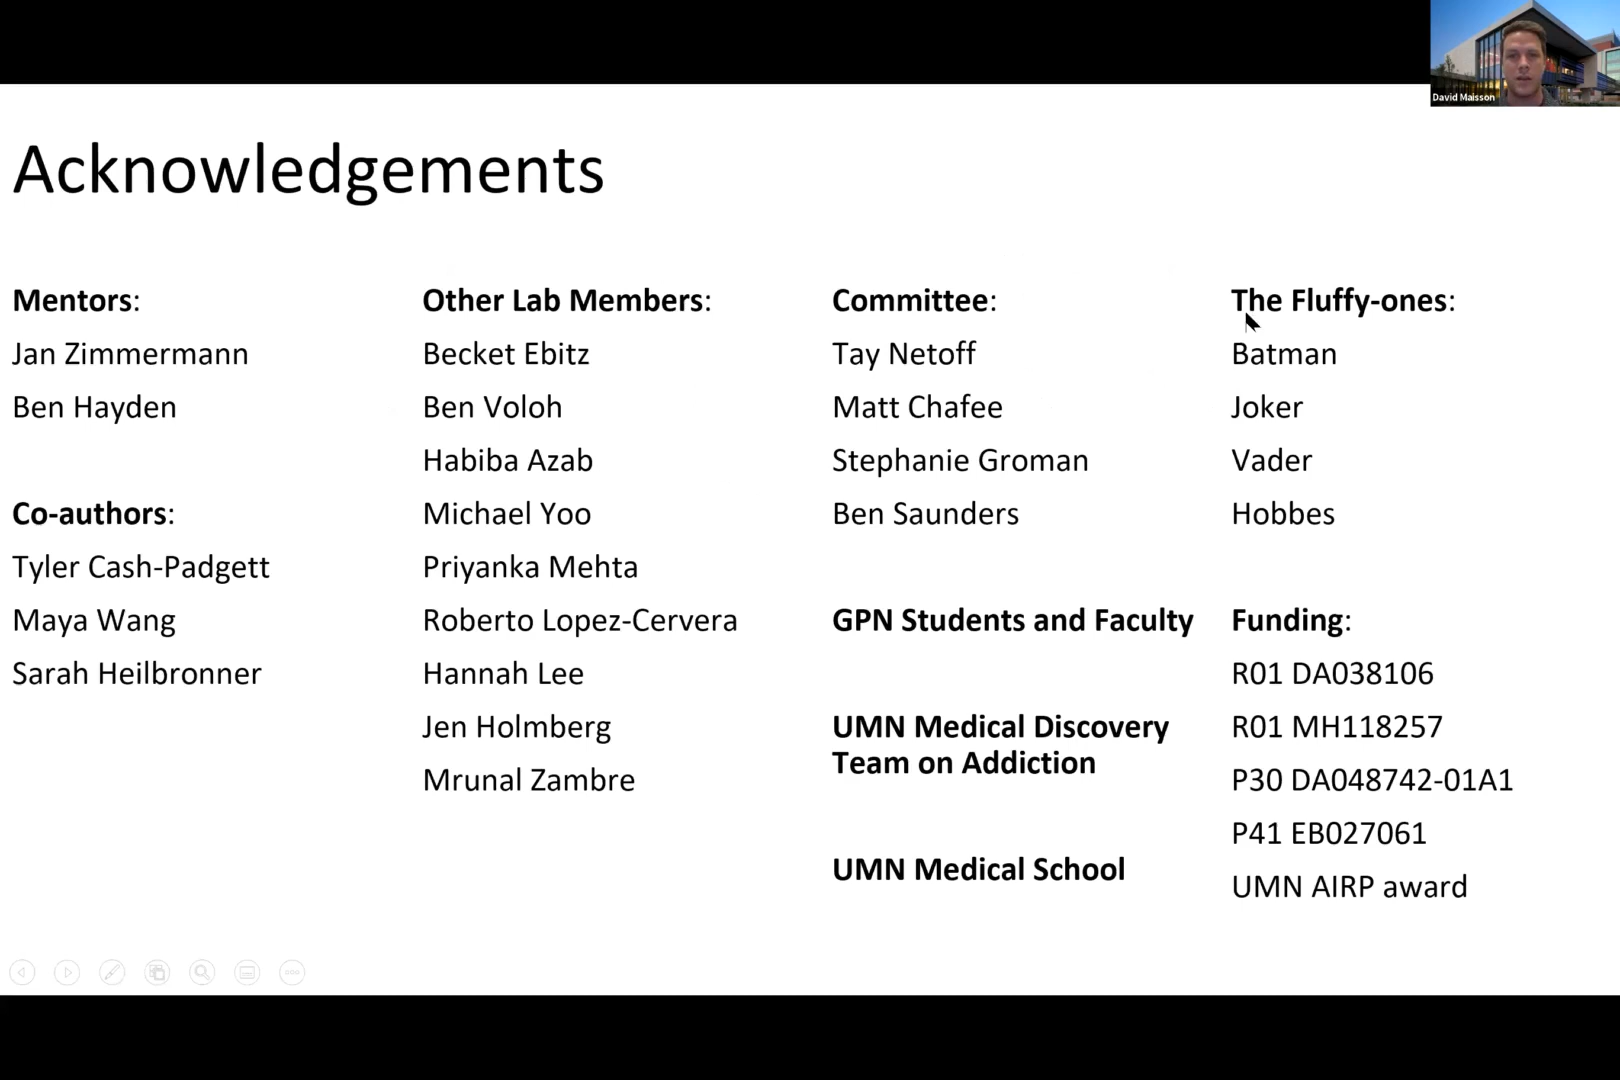 David Maisson
Acknowledgements
Mentors:
Jan Zimmermann
Ben Hayden
Co-authors:
Tyler Cash-Padgett
Maya Wang
Sarah Heilbronner
Other Lab Members:
Becket Ebitz
Ben Voloh
Habiba Azab
Michael Yoo
Priyanka Mehta
Roberto Lopez-Cervera
Hannah Lee
Jen Holmberg
Mrunal Zambre
Committee:
Tay Netoff
Matt Chafee
Stephanie Groman
Ben Saunders
GPN Students and Faculty
UMN Medical Discovery
Team on Addiction
UMN Medical School
The Fluffy-ones:
Batman
Joker
Vader
Hobbes
Funding:
R01 DA038106
R01 MH118257
P30 DA048742-01A1
P41 EB027061
UMN AIRP award